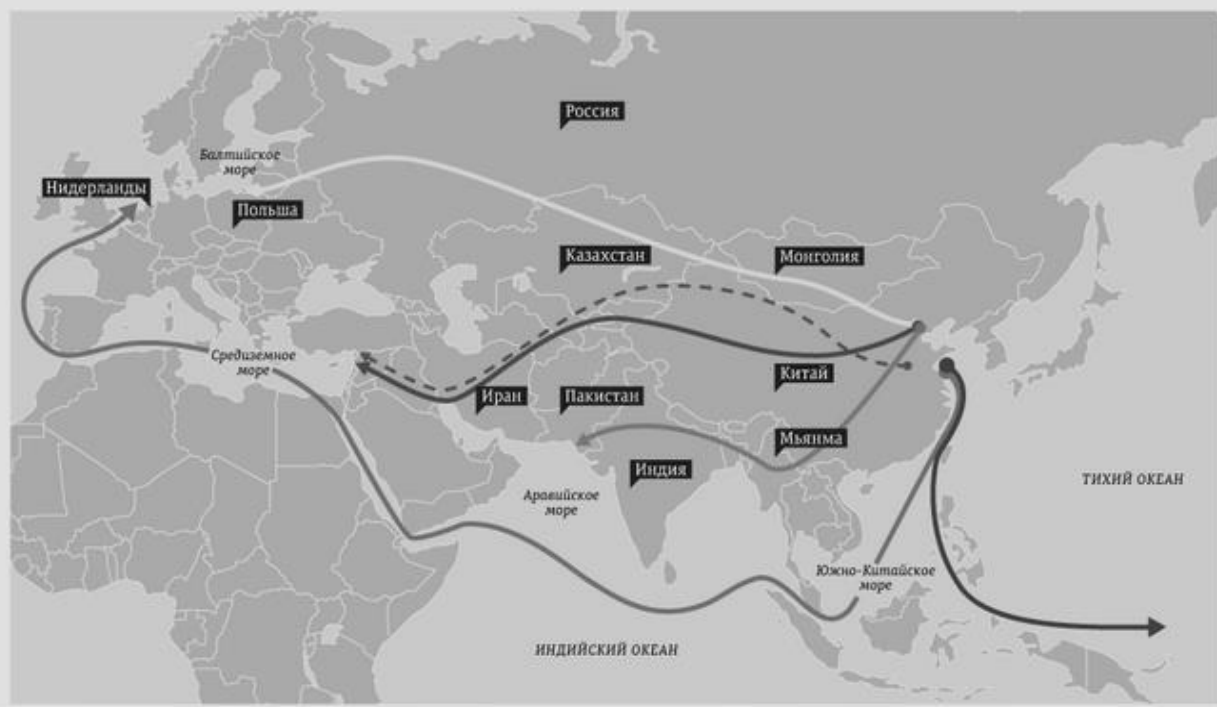 Россия
Балтийское
море
Нидерланды
Польша
Казахстан
Монголия
Средиземное
море
Иран
Пакистан
Китай
Мьянма
Индия
Аравийское
море
ТИХИЙ ОКЕАН
Южно-Китайское
море
ИНДИЙСКИЙ ОКЕАН